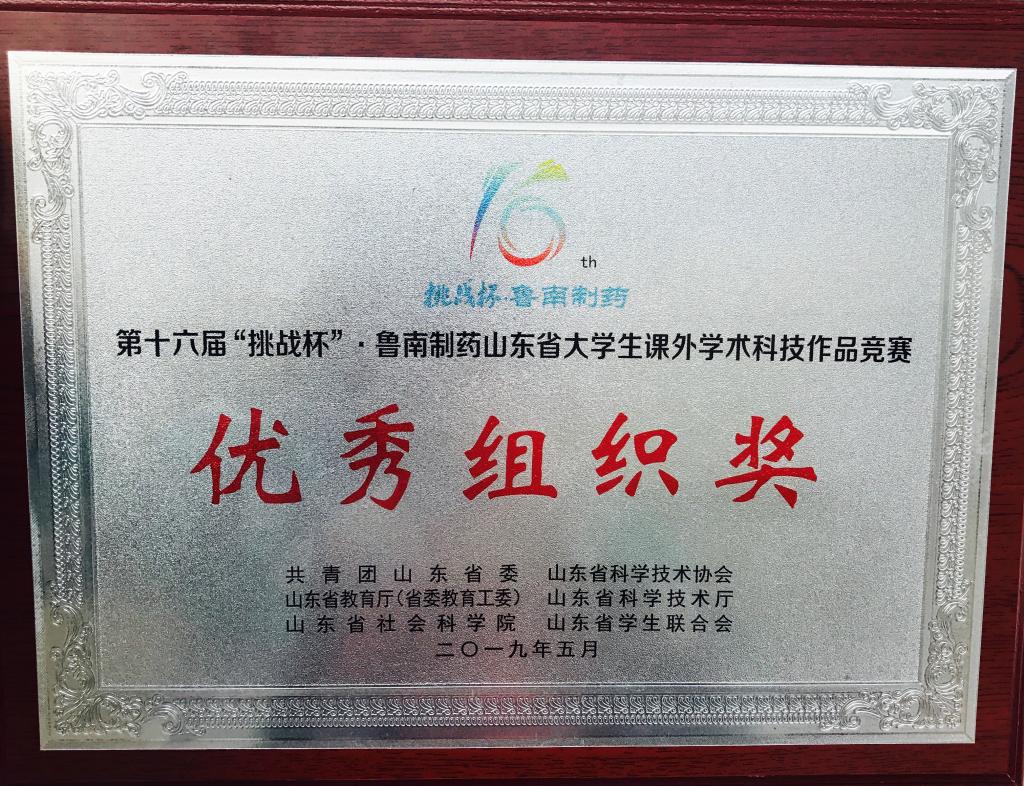 16th
挑战杯·鲁南制药
第十六届“挑战杯”·鲁南制药山东省大学生课外学术科技作品竞赛
优秀组织奖
共青团山东省委 山东省科学技术协会
山东省教育厅(省委教育工委) 山东省科学技术厅
山东省社会科学院 山东省学生联合会
二〇一九年五月